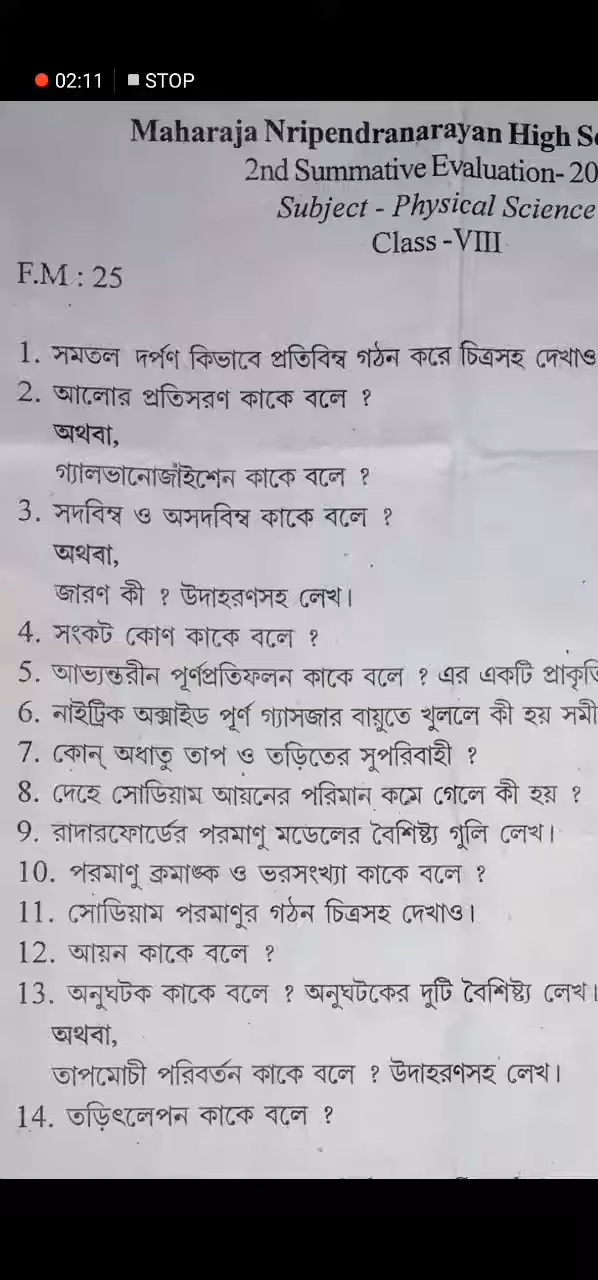 02:11 STOP
Maharaja Nripendranarayan High
2nd Summative Evaluation- 20
Subject - Physical Science
Class -VIII
F.M : 25
1. সমতল দর্পণ কিভাবে প্রতিবিম্ব গঠন করে চিত্রসহ দেখাও
2. আলোর প্রতিসরণ কাকে বলে ?
অথবা,
গ্যালভানোজাঁইশেন কাকে বলে ?
3. সদবিম্ব ও অসদবিম্ব কাকে বলে ?
অথবা,
জারণ কী ? উদাহরণসহ লেখ।
4. সংকট কোণ কাকে বলে ?
5. আভ্যন্তরীন পূর্ণপ্রতিফলন কাকে বলে ? এর একটি
6. নাইট্রিক অক্সাইড পূর্ণ গ্যাসজার বায়ুতে খুললে কী হয়
7. কোন্ অধাতু তাপ ও তড়িতের সুপরিবাহী ?
8. দেহে সোডিয়াম আয়নের পরিমান কমে গেলে কী হয় ?
9. রাদারফোর্ডের পরমাণু মডেলের বৈশিষ্ট্য গুলি লেখ।
10. পরমাণু ক্রমাঙ্ক ও ভরসংখ্যা কাকে বলে ?
11. সোডিয়াম পরমাণুর গঠন চিত্রসহ দেখাও।
12. আয়ন কাকে বলে ?
13. অনুঘটক কাকে বলে ? অনুঘটকের দুটি বৈশিষ্ট্য লেখ।
অথবা,
তাপমোচী পরিবর্তন কাকে বলে ? উদাহরণসহ লেখ।
14. তড়িৎলেপন কাকে বলে ?